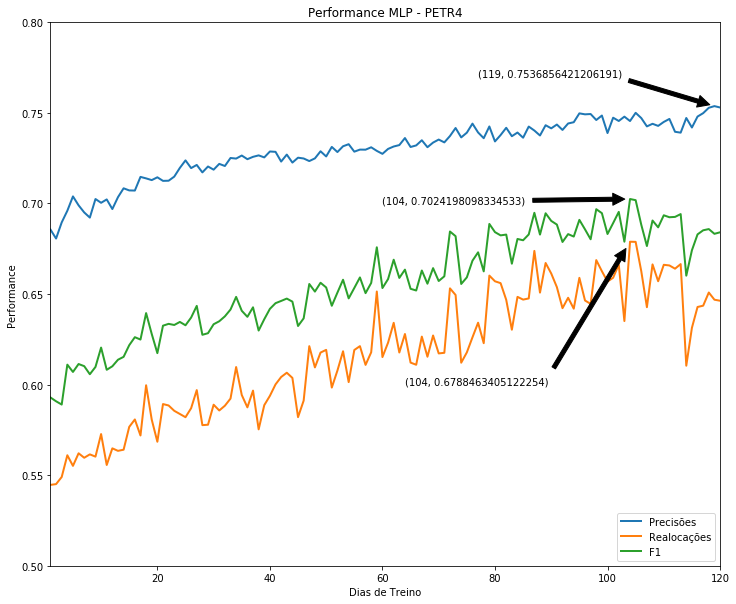 Performance MLP - PETR4
0.80
0.75
0.70
0.65
0.60
0.55
0.50
Performance
(119, 0.7536856421206191)
(104, 0.7024198098334533)
(104, 0.6788463405122254)
Precisões
Realocações
F1
20
40
60
80
100
120
Dias de Treino